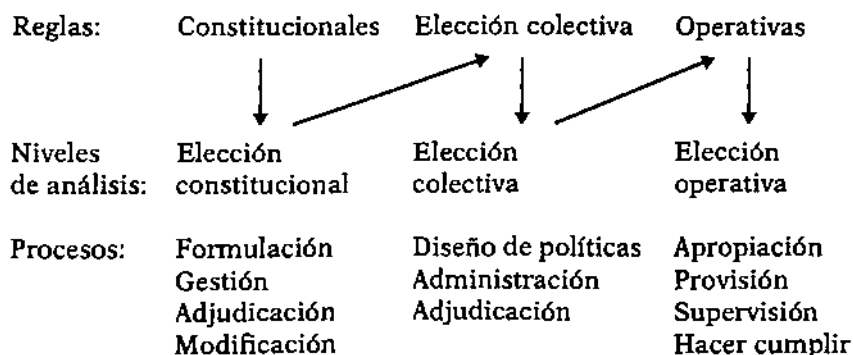 Reglas: Constitucionales Elección colectiva Operativas
Niveles Elección Elección Elección
de análisis: constitucional colectiva operativa
Procesos: Formulación Diseño de políticas Apropiación
Gestión Administración Provisión
Adjudicación Adjudicación Supervisión
Modificación Hacer cumplir